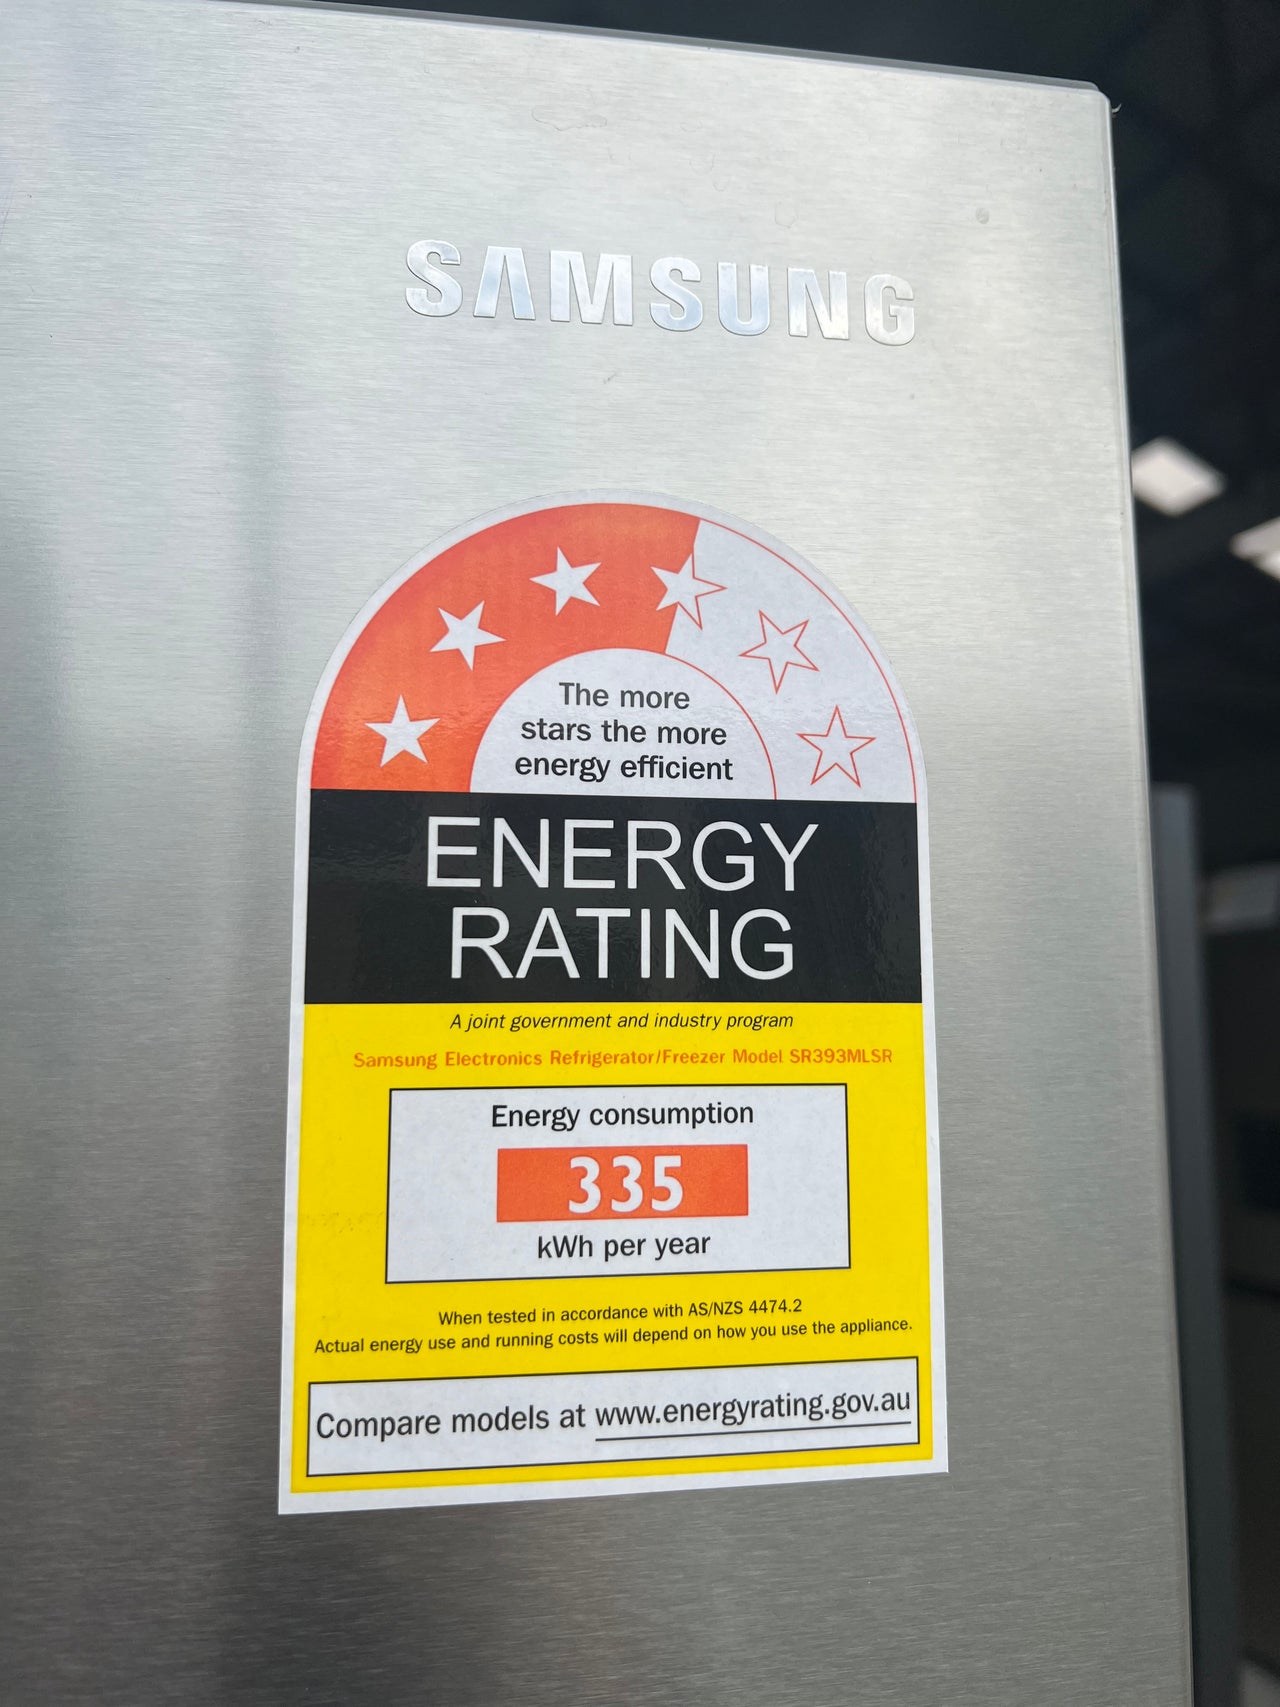 SAMSUNG
The more
stars the more
energy efficient
ENERGY
RATING
A joint government and industry program
Samsung Electronics Refrigerator/Freezer Model SR393MLSR
Energy consumption
335
kWh per year
When tested in accordance with AS/NZS 4474.2
Actual energy use and running costs will depend on how you use the appliance.
Compare models at www.energyrating.gov.au